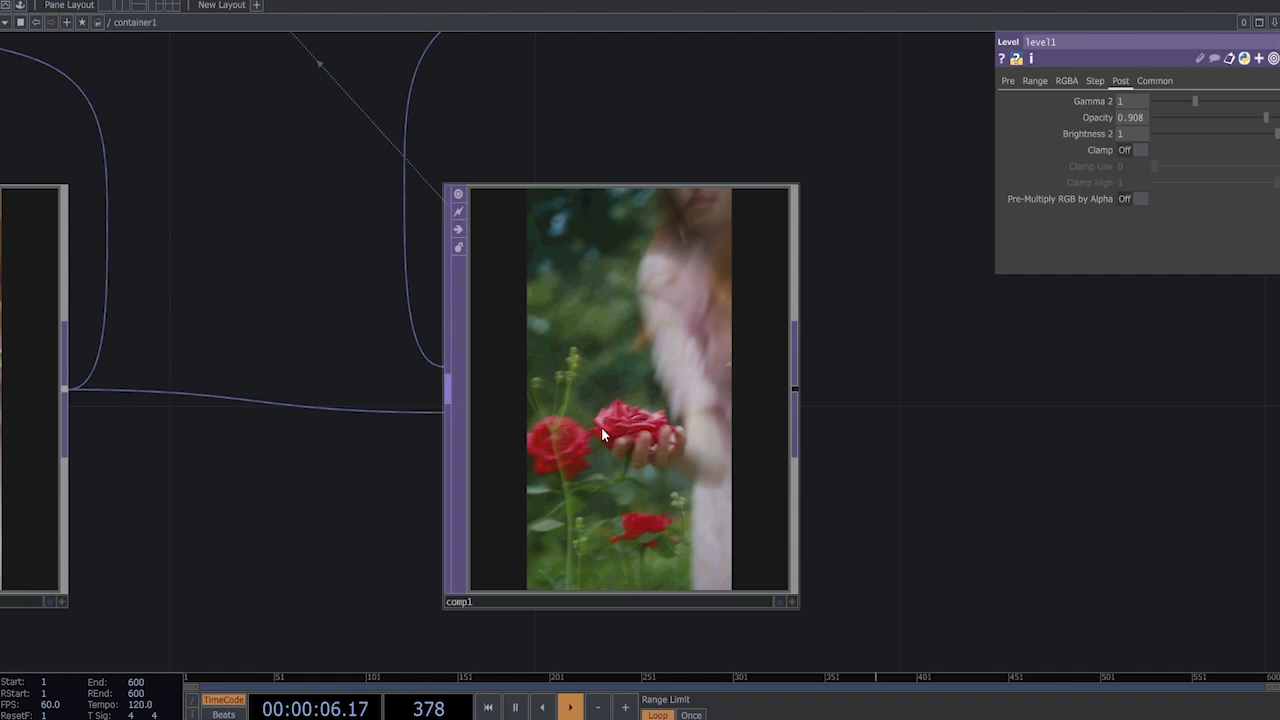 Pane Layout New Layout +
/ container1 0
Level level1
? i
Pre Range RGBA Step Post Common
Gamma 2 1
Opacity 0.908
Brightness 2 1
Clamp Off
Clamp Low 0
Clamp High 1
Pre-Multiply RGB by Alpha Off
comp1
1 51 101 151 201 251 301 351 401 451 501 551 600
Start: 1 End: 600
RStart: 1 REnd: 600
FPS: 60.0 Tempo: 120.0
ResetF: 1 T Sig: 4 4
TimeCode
Beats
00:00:06.17 378
- +
Range Limit
Loop Once